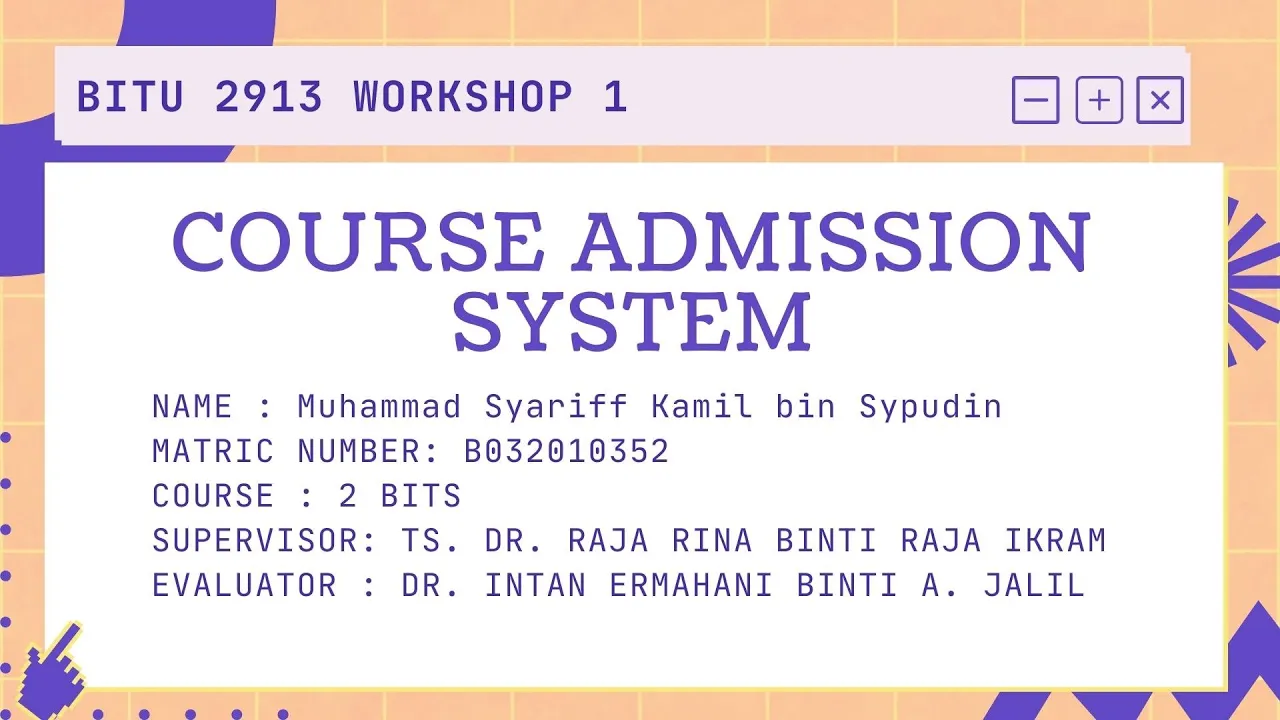 BITU 2913 WORKSHOP 1
COURSE ADMISSION
SYSTEM
NAME : Muhammad Syariff Kamil bin Sypudin
MATRIC NUMBER: B032010352
COURSE : 2 BITS
SUPERVISOR: TS. DR. RAJA RINA BINTI RAJA IKRAM
EVALUATOR : DR. INTAN ERMAHANI BINTI A. JALIL